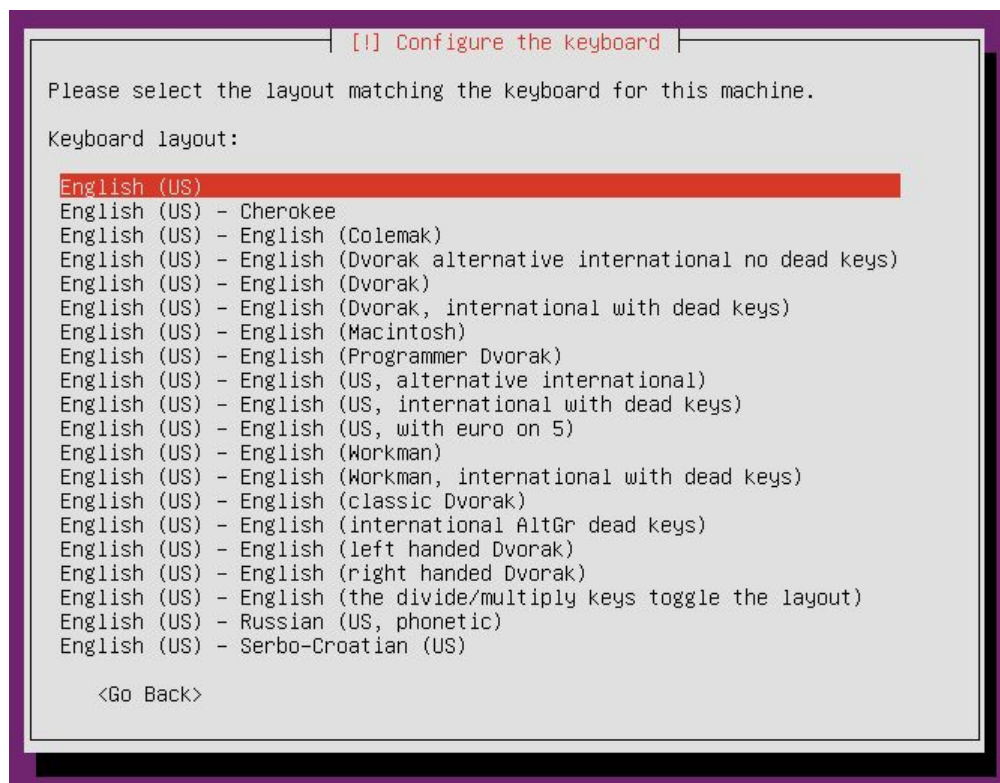 [!] Configure the keyboard
Please select the layout matching the keyboard for this machine.
Keyboard layout:
English (US)
English (US) - Cherokee
English (US) - English (Colemak)
English (US) - English (Dvorak alternative international no dead keys)
English (US) - English (Dvorak)
English (US) - English (Dvorak, international with dead keys)
English (US) - English (Macintosh)
English (US) - English (Programmer Dvorak)
English (US) - English (US, alternative international)
English (US) - English (US, international with dead keys)
English (US) - English (US, with euro on 5)
English (US) - English (Workman)
English (US) - English (Workman, international with dead keys)
English (US) - English (classic Dvorak)
English (US) - English (international AltGr dead keys)
English (US) - English (left handed Dvorak)
English (US) - English (right handed Dvorak)
English (US) - English (the divide/multiply keys toggle the layout)
English (US) - Russian (US, phonetic)
English (US) - Serbo-Croatian (US)
<Go Back>